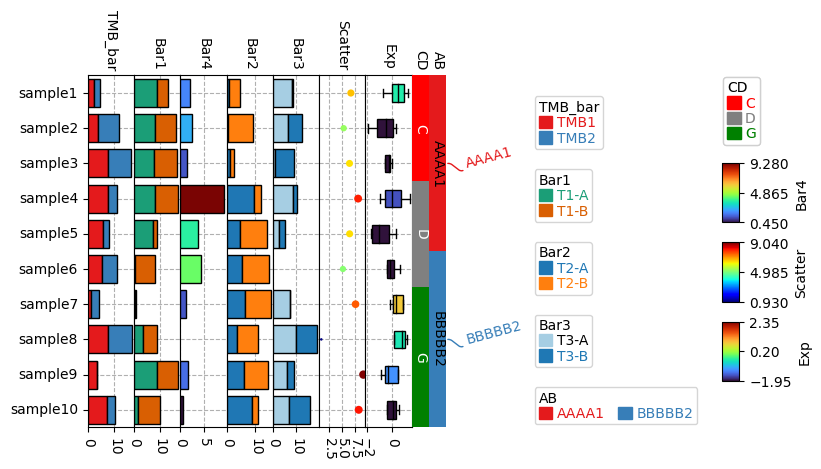 TMB_bar Bar1 Bar4 Bar2 Bar3 Scatter Exp CD AB
sample1
sample2
sample3
sample4
sample5
sample6
sample7
sample8
sample9
sample10
0 10 0 10 0 5 0 10 0 10 2.5 5.0 7.5 −2 0
C
D
G
AAAA1
BBBBB2
AAAA1
BBBBB2
TMB_bar
TMB1
TMB2
Bar1
T1-A
T1-B
Bar2
T2-A
T2-B
Bar3
T3-A
T3-B
AB
AAAA1 BBBBB2
CD
C
D
G
9.280
4.865
0.450
Bar4
9.040
4.985
0.930
Scatter
2.35
0.20
−1.95
Exp